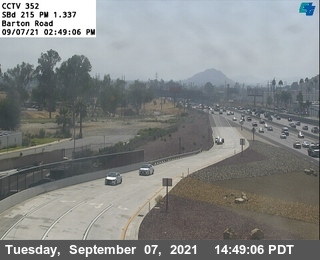 CCTV 352
SBd 215 PM 1.337
Barton Road
09/07/21 02:49:06 PM
Tuesday, September 07, 2021 14:49:06 PDT